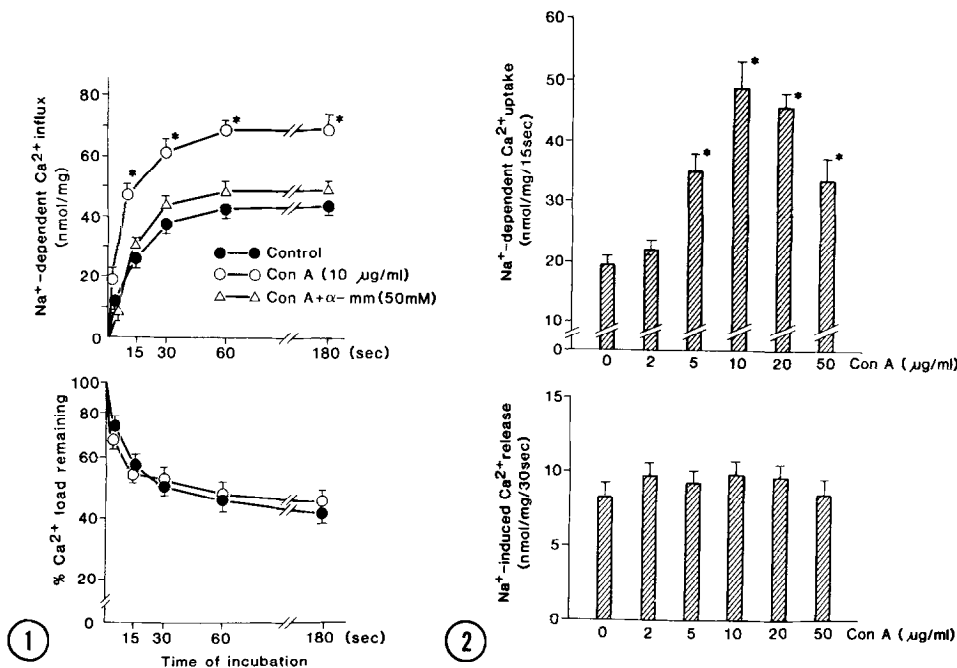 Na⁺-dependent Ca²⁺ influx
(nmol/mg)
80
60
40
20
0
*
*
*
*
Control
Con A (10 µg/ml)
Con A+α-mm (50mM)
15 30 60 180 (sec)
% Ca²⁺ load remaining
100
80
60
40
20
0
15 30 60 180 (sec)
Time of incubation
1
Na⁺-dependent Ca²⁺ uptake
(nmol/mg/15sec)
60
50
40
30
20
10
0
*
*
*
*
0 2 5 10 20 50 Con A (µg/ml)
Na⁺-induced Ca²⁺ release
(nmol/mg/30sec)
15
10
5
0
0 2 5 10 20 50 Con A (µg/ml)
2